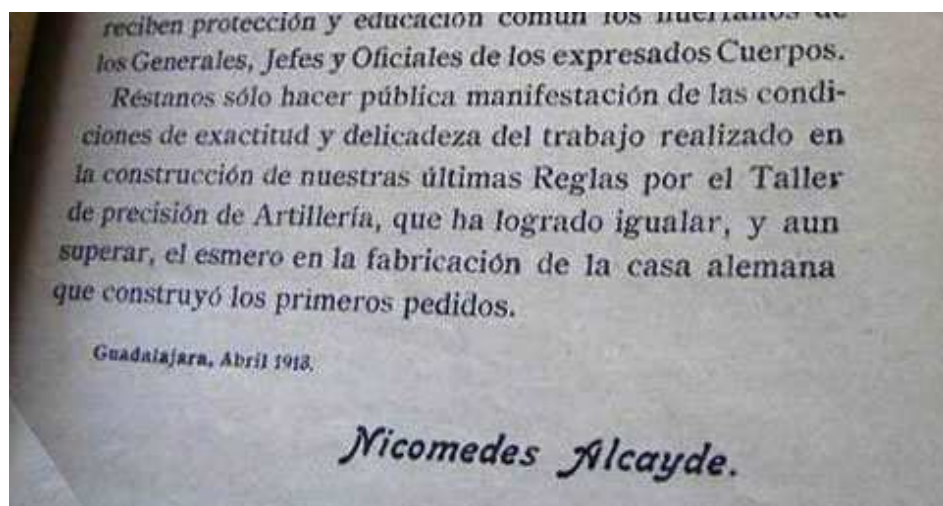 reciben protección y educación común los huérfanos de
los Generales, Jefes y Oficiales de los expresados Cuerpos.
Réstanos sólo hacer pública manifestación de las condi-
ciones de exactitud y delicadeza del trabajo realizado en
la construcción de nuestras últimas Reglas por el Taller
de precisión de Artillería, que ha logrado igualar, y aun
superar, el esmero en la fabricación de la casa alemana
que construyó los primeros pedidos.
Guadalajara, Abril 1913.
Nicomedes Alcayde.